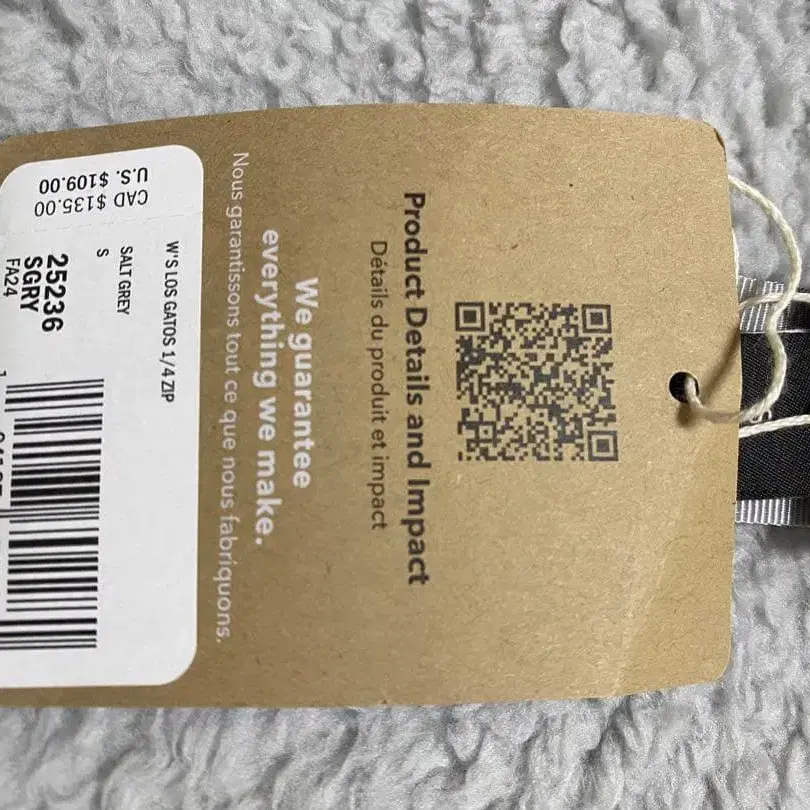 Product Details and Impact
Détails du produit et impact
We guarantee
everything we make.
Nous garantissons tout ce que nous fabriquons.
W'S LOS GATOS 1/4 ZIP
SALT GREY
S
25236
SGRY
FA24
CAD $135.00
U.S. $109.00